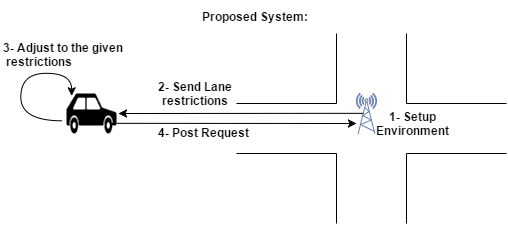 Proposed System:
3- Adjust to the given
restrictions
2- Send Lane
restrictions
1- Setup
Environment
4- Post Request